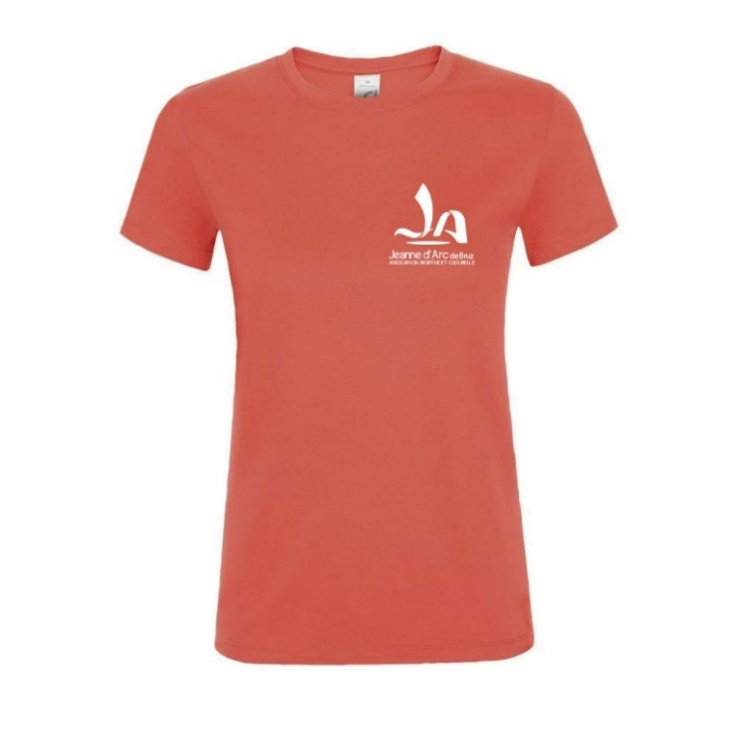 JA
Jeanne d'Arc de Bruz
ASSOCIATION SPORTIVE ET CULTURELLE